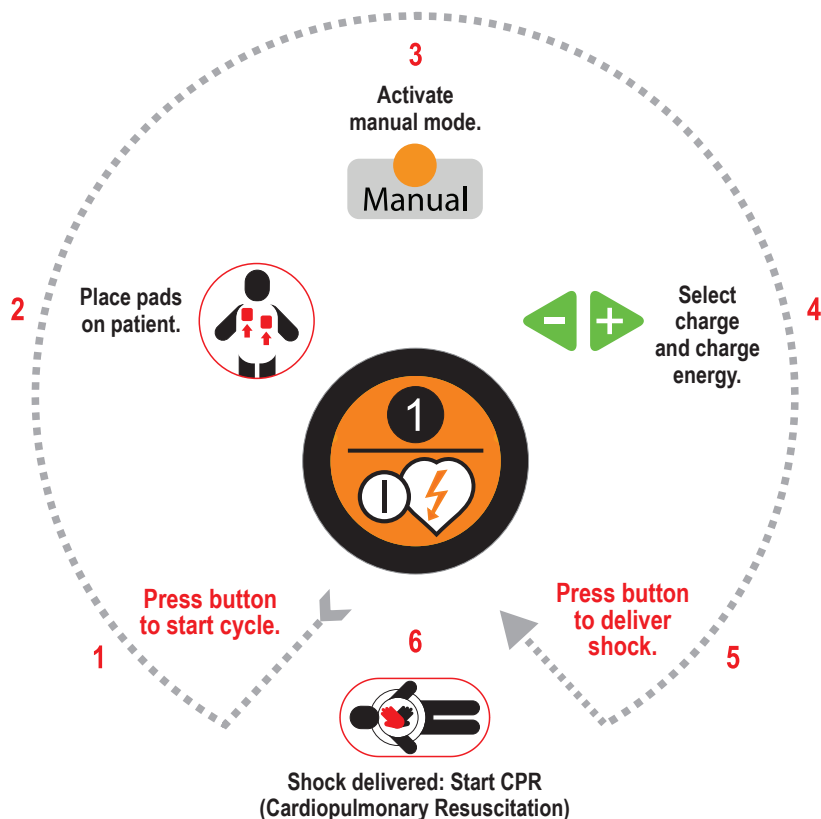 1
Press button
to start cycle.
2
Place pads
on patient.
3
Activate
manual mode.
Manual
4
- +
Select
charge
and charge
energy.
5
Press button
to deliver
shock.
1
6
Shock delivered: Start CPR
(Cardiopulmonary Resuscitation)